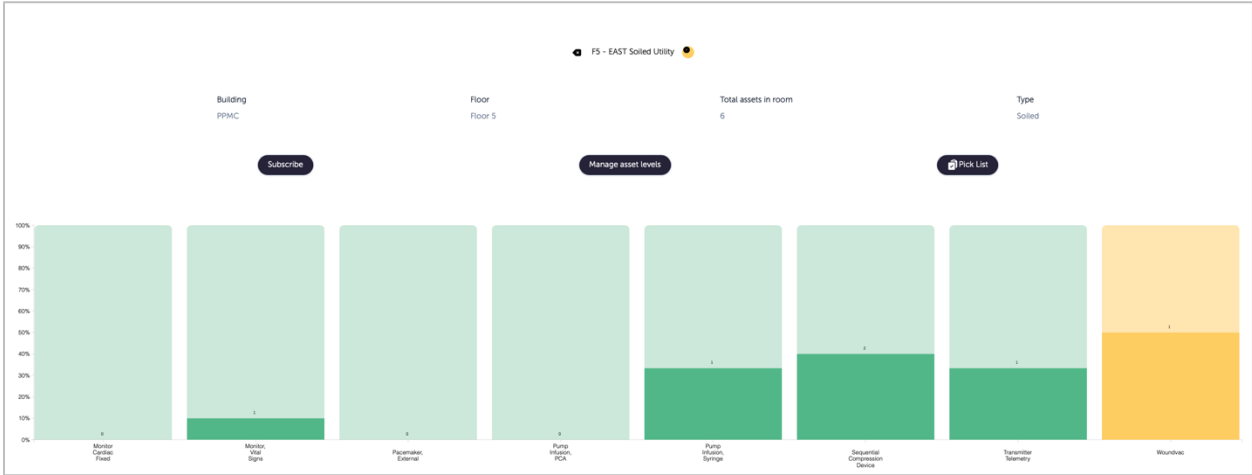 F5 - EAST Soiled Utility
Building
PPMC
Floor
Floor 5
Total assets in room
6
Type
Soiled
Subscribe
Manage asset levels
Pick List
100%
90%
80%
70%
60%
50%
40%
30%
20%
10%
0%
0
1
0
0
1
2
1
1
Monitor
Cardiac
Fixed
Monitor,
Vital
Signs
Pacemaker,
External
Pump
Infusion,
PCA
Pump
Infusion,
Syringe
Sequential
Compression
Device
Transmitter
Telemetry
Woundvac